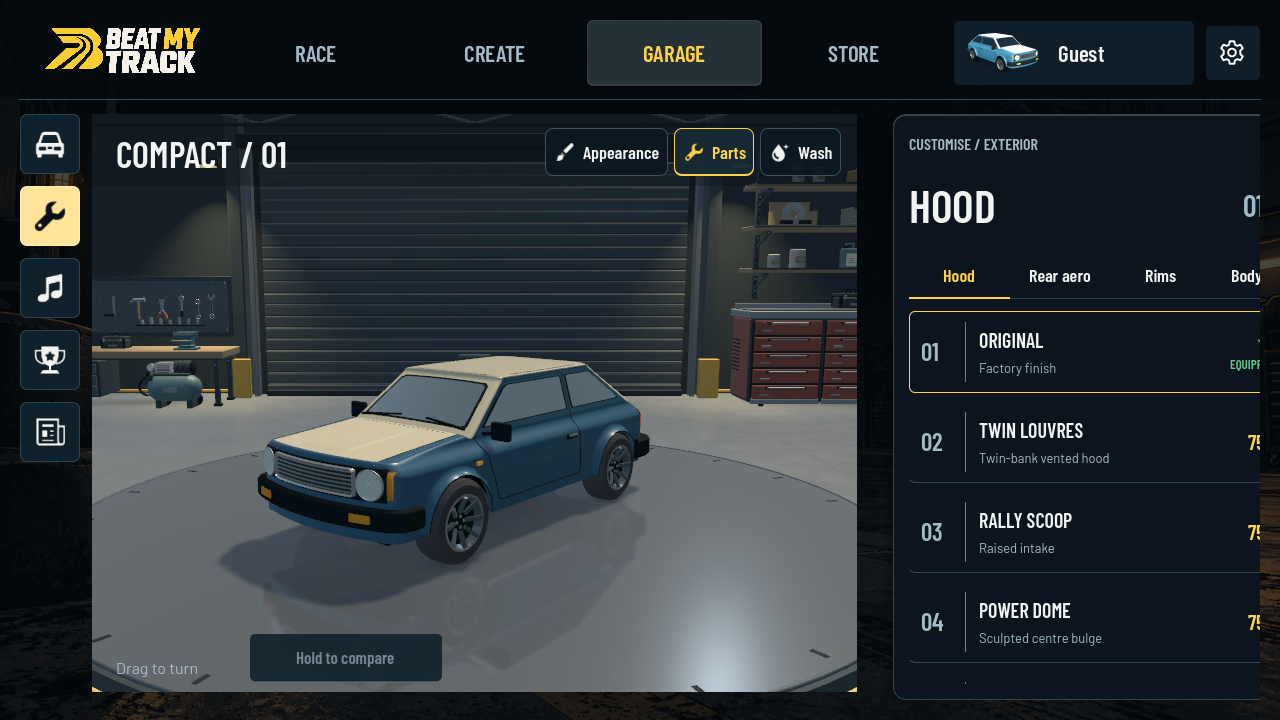 BEAT MY
TRACK
RACE
CREATE
GARAGE
STORE
Guest
COMPACT / 01
Appearance
Parts
Wash
Drag to turn
Hold to compare
CUSTOMISE / EXTERIOR
HOOD
01
Hood
Rear aero
Rims
Body
01
ORIGINAL
Factory finish
02
TWIN LOUVRES
Twin-bank vented hood
03
RALLY SCOOP
Raised intake
04
POWER DOME
Sculpted centre bulge